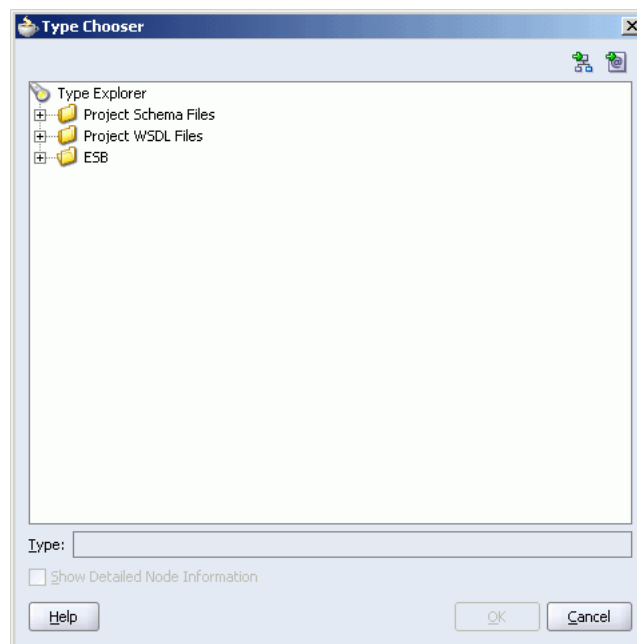 Type Chooser
Type Explorer
Project Schema Files
Project WSDL Files
ESB
Type:
Show Detailed Node Information
Help
OK
Cancel